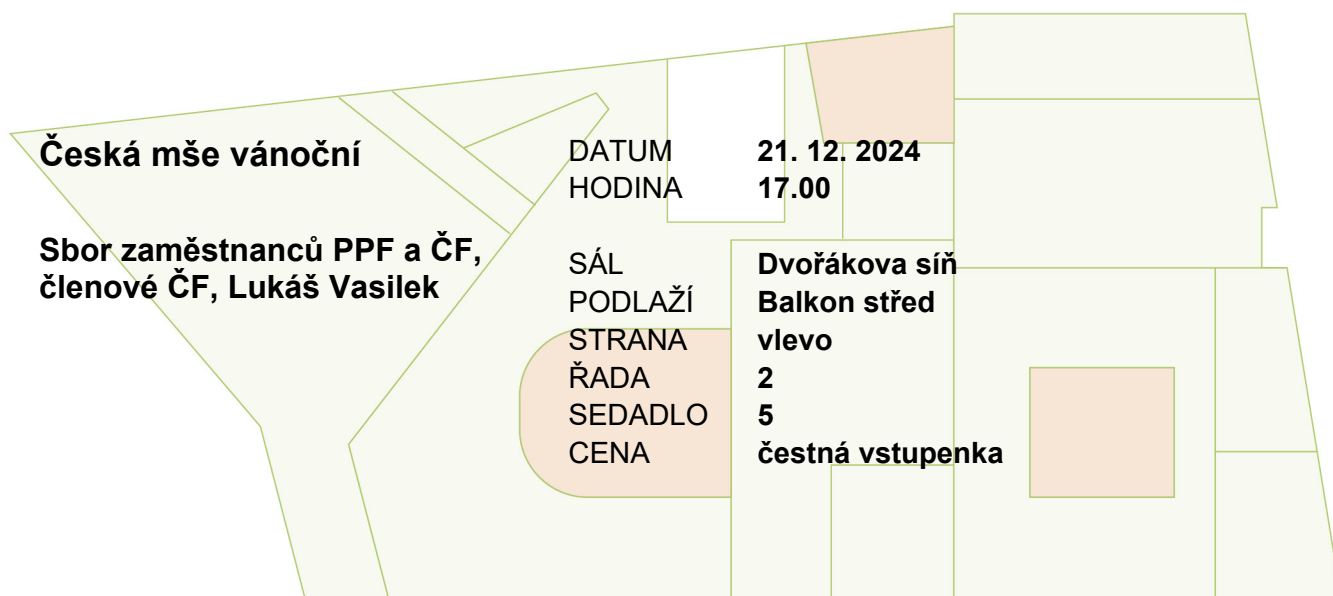 Česká mše vánoční
Sbor zaměstnanců PPF a ČF,
členové ČF, Lukáš Vasilek
DATUM 21. 12. 2024
HODINA 17.00
SÁL Dvořákova síň
PODLAŽÍ Balkon střed
STRANA vlevo
ŘADA 2
SEDADLO 5
CENA čestná vstupenka